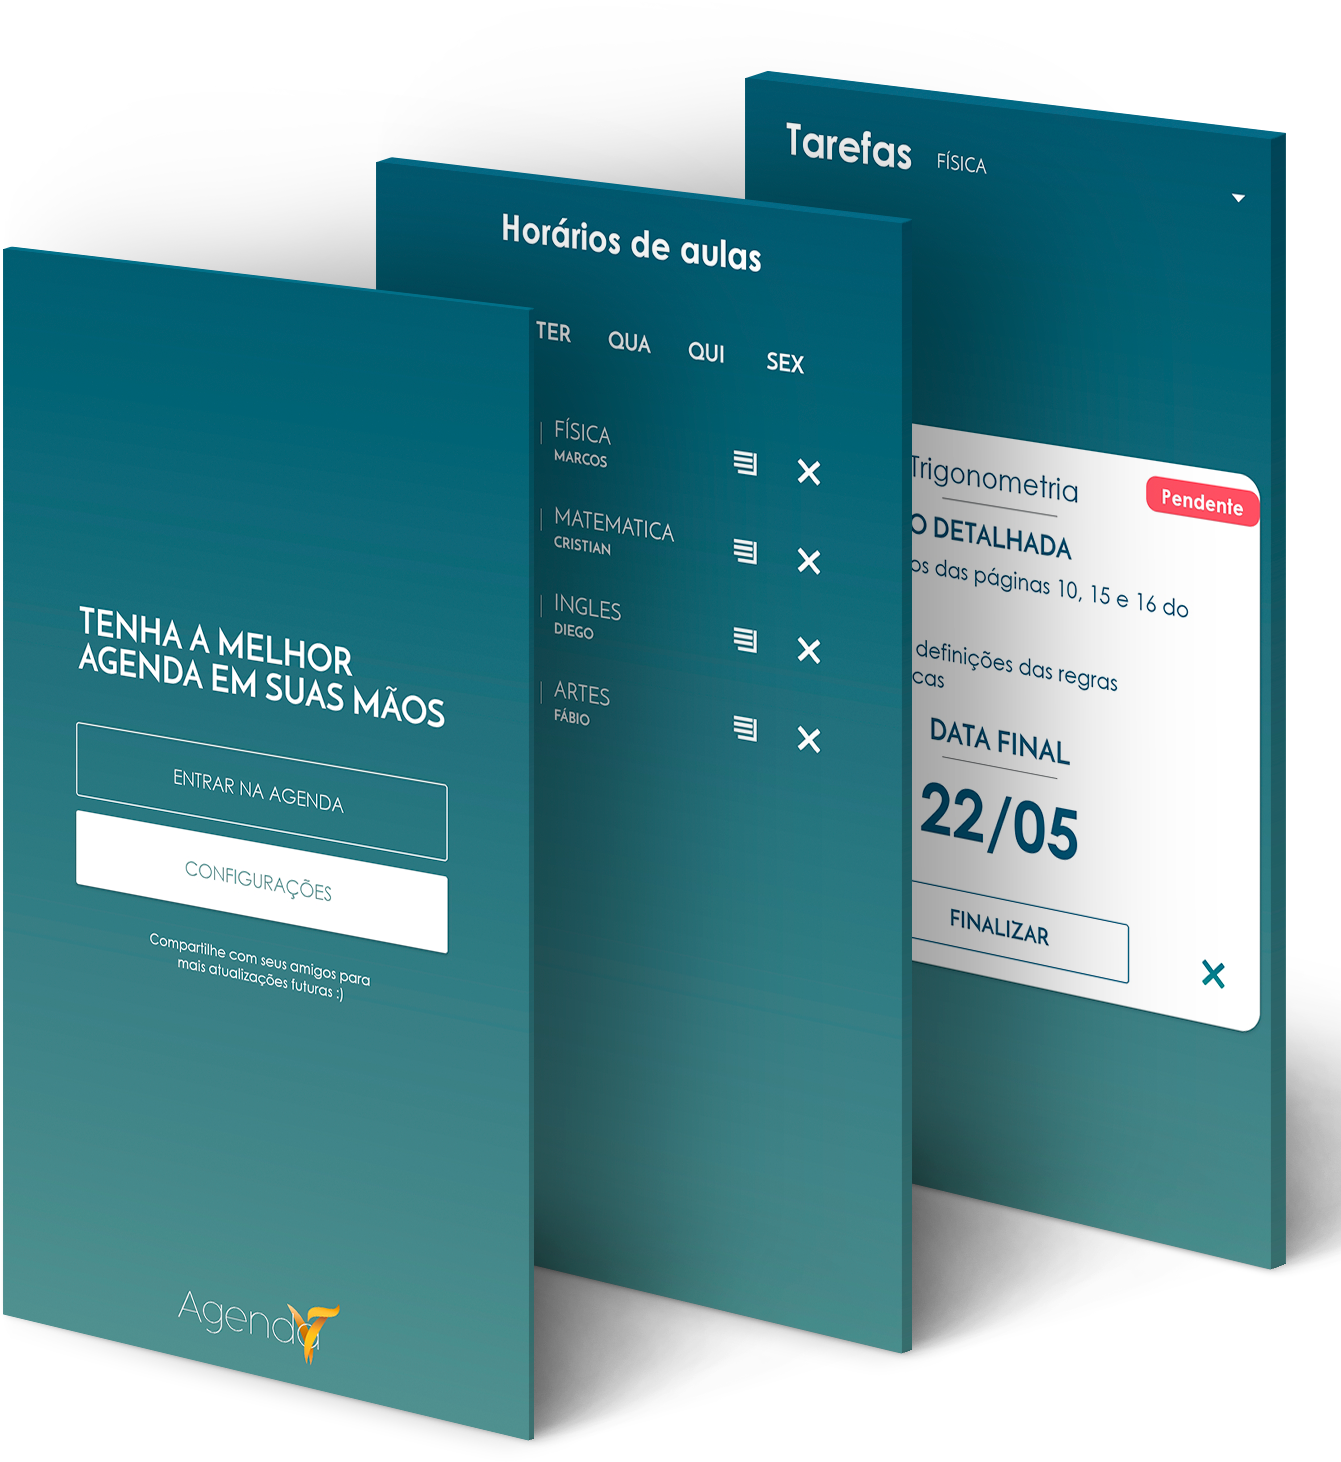 TENHA A MELHOR
AGENDA EM SUAS MÃOS
ENTRAR NA AGENDA
CONFIGURAÇÕES
Compartilhe com seus amigos para
mais atualizações futuras :)
Agenda
Horários de aulas
TER QUA QUI SEX
FÍSICA
MARCOS
MATEMATICA
CRISTIAN
INGLES
DIEGO
ARTES
FÁBIO
Tarefas FÍSICA
Trigonometria
Pendente
O DETALHADA
os das páginas 10, 15 e 16 do
definições das regras
cas
DATA FINAL
22/05
FINALIZAR